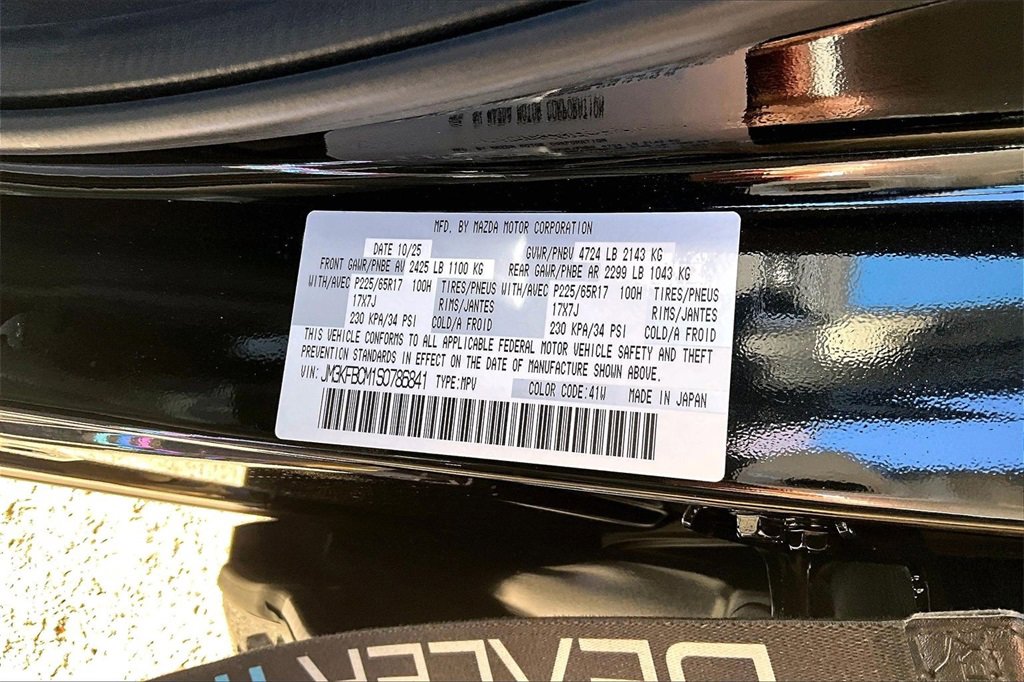 MFD. BY MAZDA MOTOR CORPORATION
DATE 10/25 GVWR/PNBV 4724 LB 2143 KG
FRONT GAWR/PNBE AV 2425 LB 1100 KG REAR GAWR/PNBE AR 2299 LB 1043 KG
WITH/AVEC P225/65R17 100H TIRES/PNEUS WITH/AVEC P225/65R17 100H TIRES/PNEUS
17X7J RIMS/JANTES 17X7J RIMS/JANTES
230 KPA/34 PSI COLD/A FROID 230 KPA/34 PSI COLD/A FROID
THIS VEHICLE CONFORMS TO ALL APPLICABLE FEDERAL MOTOR VEHICLE SAFETY AND THEFT
PREVENTION STANDARDS IN EFFECT ON THE DATE OF MANUFACTURE SHOWN ABOVE.
VIN: JM3KFBCM1S0785841 TYPE:MPV COLOR CODE:41W MADE IN JAPAN